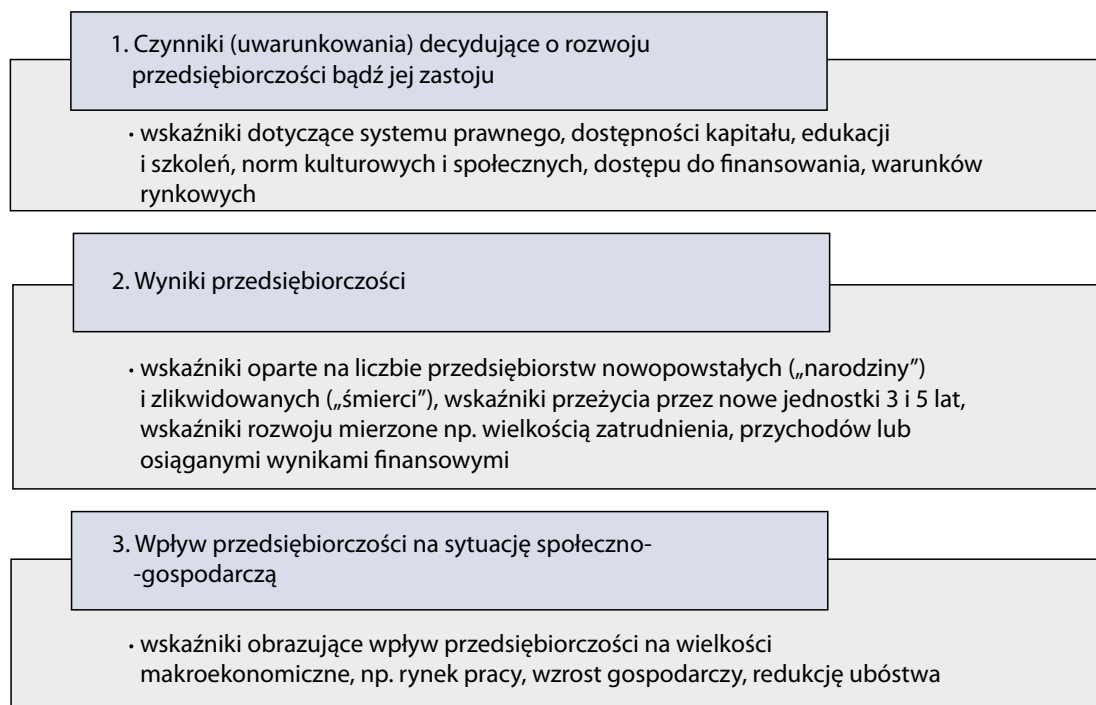 1. Czynniki (uwarunkowania) decydujące o rozwoju
przedsiębiorczości bądź jej zastoju
· wskaźniki dotyczące systemu prawnego, dostępności kapitału, edukacji
i szkoleń, norm kulturowych i społecznych, dostępu do finansowania, warunków
rynkowych
2. Wyniki przedsiębiorczości
· wskaźniki oparte na liczbie przedsiębiorstw nowopowstałych („narodziny”)
i zlikwidowanych („śmierci”), wskaźniki przeżycia przez nowe jednostki 3 i 5 lat,
wskaźniki rozwoju mierzone np. wielkością zatrudnienia, przychodów lub
osiąganymi wynikami finansowymi
3. Wpływ przedsiębiorczości na sytuację społeczno-
-gospodarczą
· wskaźniki obrazujące wpływ przedsiębiorczości na wielkości
makroekonomiczne, np. rynek pracy, wzrost gospodarczy, redukcję ubóstwa